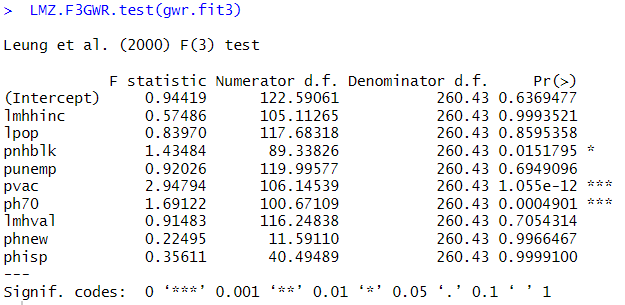 > LMZ.F3GWR.test(gwr.fit3)
Leung et al. (2000) F(3) test
F statistic Numerator d.f. Denominator d.f. Pr(>)
(Intercept) 0.94419 122.59061 260.43 0.6369477
lmhhinc 0.57486 105.11265 260.43 0.9993521
lpop 0.83970 117.68318 260.43 0.8595358
pnhblk 1.43484 89.33826 260.43 0.0151795 *
punemp 0.92026 119.99577 260.43 0.6949096
pvac 2.94794 106.14539 260.43 1.055e-12 ***
ph70 1.69122 100.67109 260.43 0.0004901 ***
lmhval 0.91483 116.24838 260.43 0.7054314
phnew 0.22495 11.59110 260.43 0.9966467
phisp 0.35611 40.49489 260.43 0.9999100
---
Signif. codes: 0 ‘***’ 0.001 ‘**’ 0.01 ‘*’ 0.05 ‘.’ 0.1 ‘ ’ 1